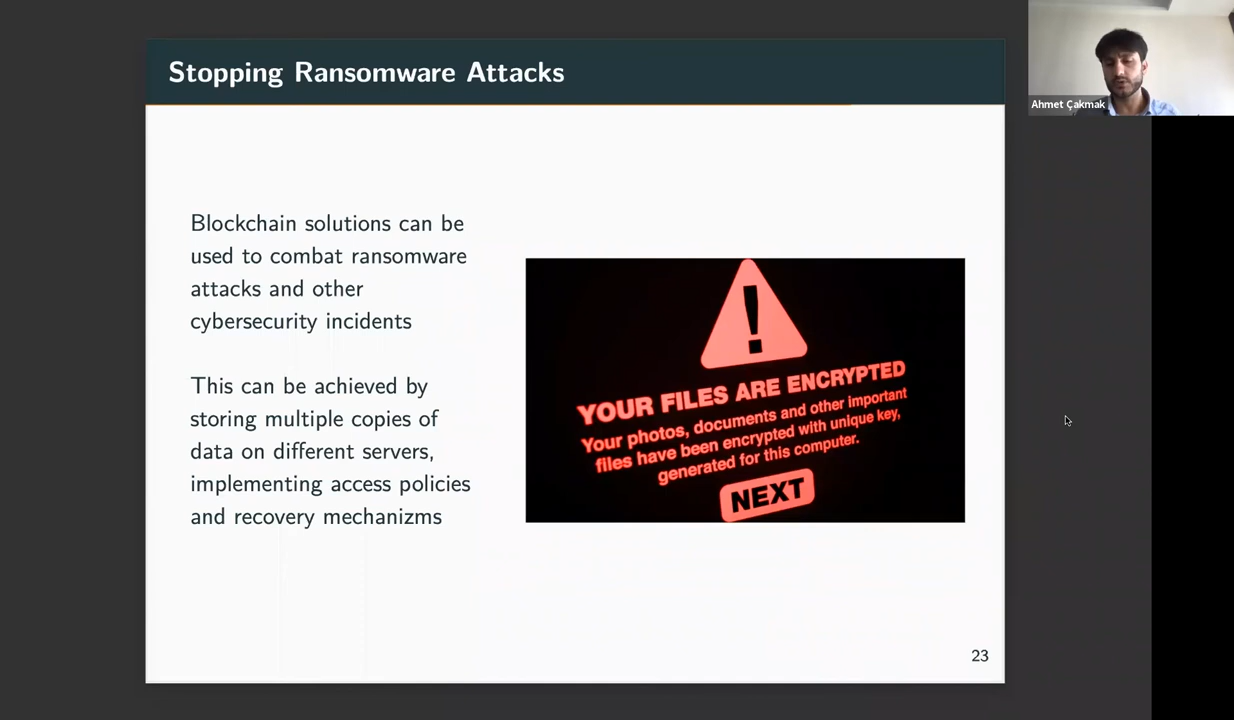 Stopping Ransomware Attacks
Ahmet Çakmak
Blockchain solutions can be
used to combat ransomware
attacks and other
cybersecurity incidents
This can be achieved by
storing multiple copies of
data on different servers,
implementing access policies
and recovery mechanizms
!
YOUR FILES ARE ENCRYPTED
Your photos, documents and other important
files have been encrypted with unique key,
generated for this computer.
NEXT
23